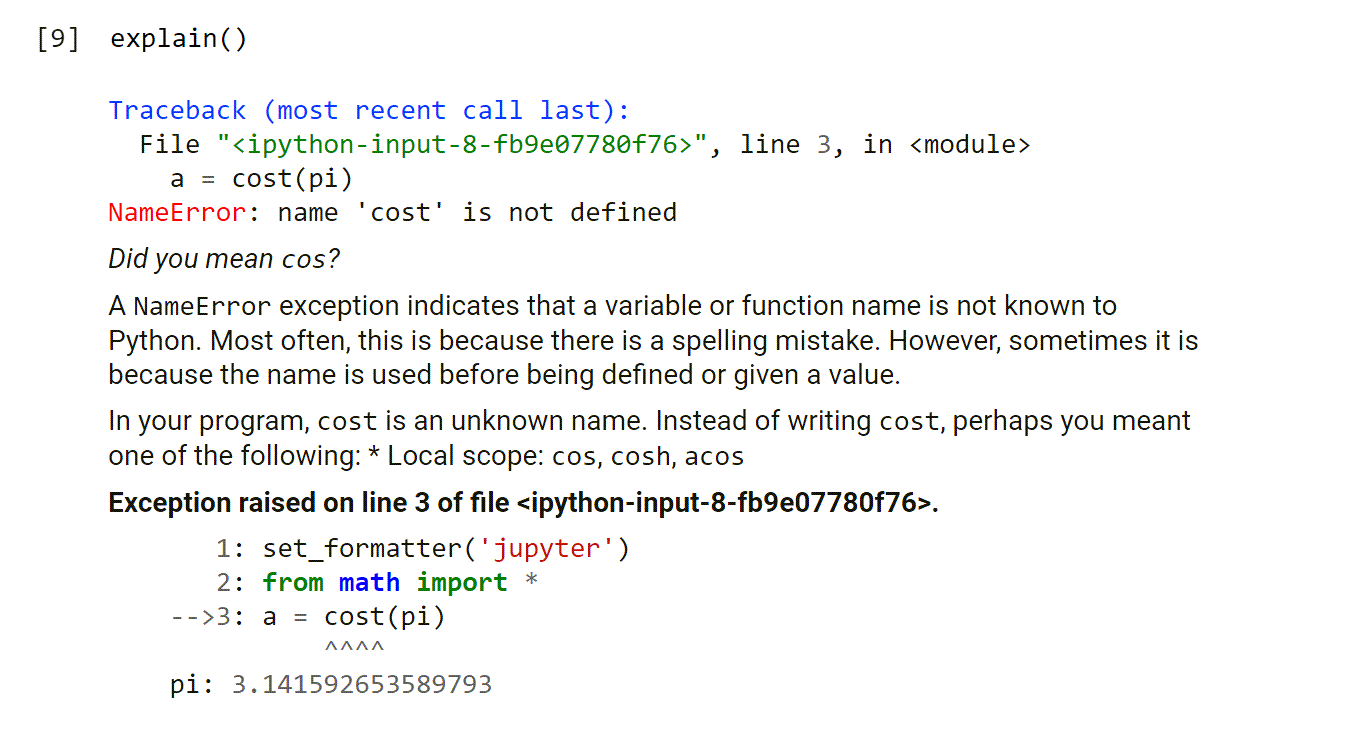 [9] explain()
Traceback (most recent call last):
File "<ipython-input-8-fb9e07780f76>", line 3, in <module>
a = cost(pi)
NameError: name 'cost' is not defined
Did you mean cos?
A NameError exception indicates that a variable or function name is not known to
Python. Most often, this is because there is a spelling mistake. However, sometimes it is
because the name is used before being defined or given a value.
In your program, cost is an unknown name. Instead of writing cost, perhaps you meant
one of the following: * Local scope: cos, cosh, acos
Exception raised on line 3 of file <ipython-input-8-fb9e07780f76>.
1: set_formatter('jupyter')
2: from math import *
-->3: a = cost(pi)
^^^^
pi: 3.141592653589793